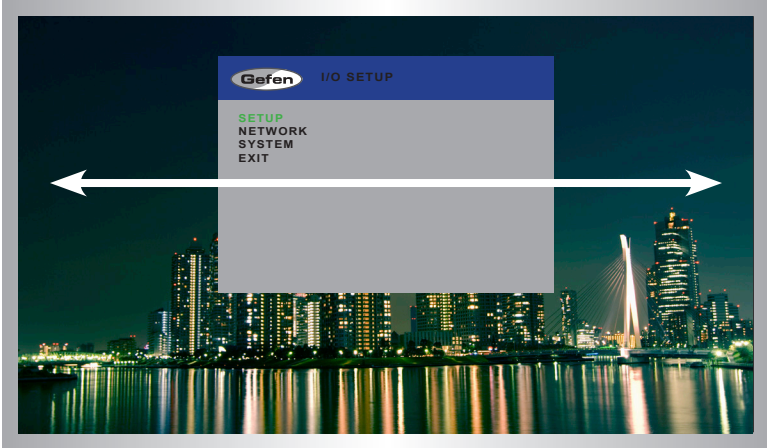 Gefen I/O SETUP
SETUP
NETWORK
SYSTEM
EXIT